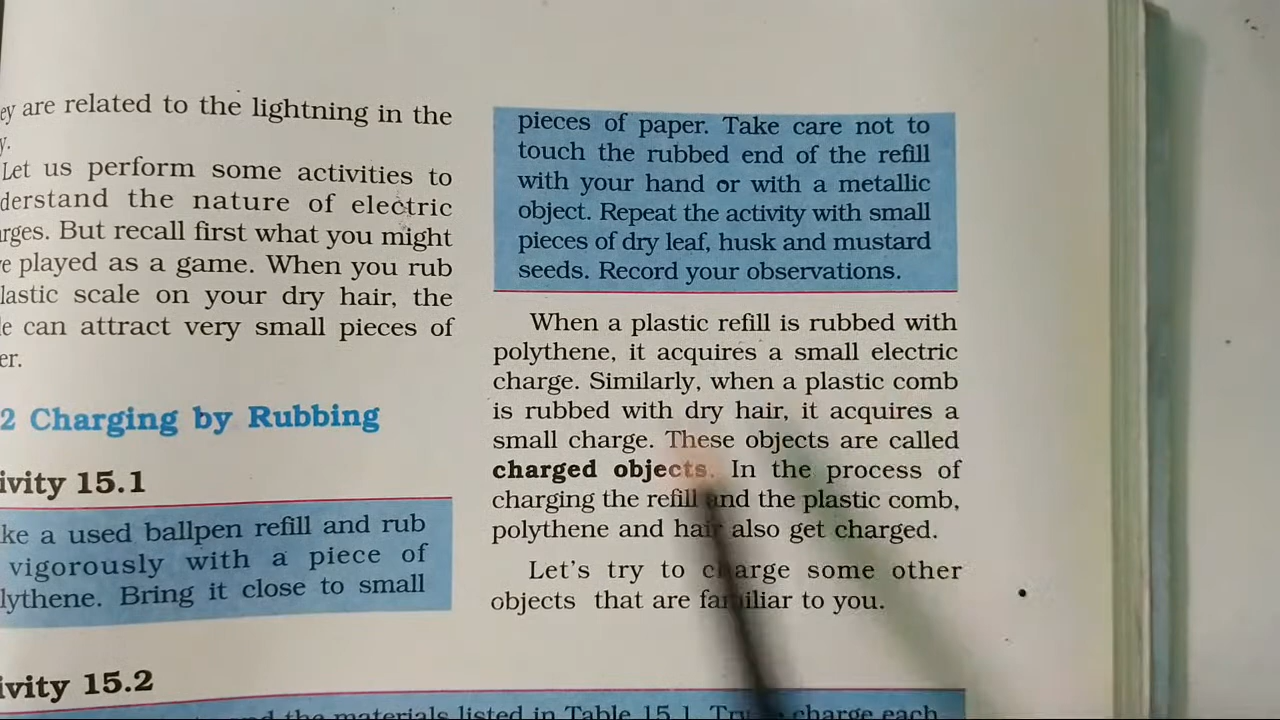 ey are related to the lightning in the
y.
Let us perform some activities to
derstand the nature of electric
arges. But recall first what you might
e played as a game. When you rub
lastic scale on your dry hair, the
le can attract very small pieces of
er.
2 Charging by Rubbing
ivity 15.1
ke a used ballpen refill and rub
vigorously with a piece of
lythene. Bring it close to small
pieces of paper. Take care not to
touch the rubbed end of the refill
with your hand or with a metallic
object. Repeat the activity with small
pieces of dry leaf, husk and mustard
seeds. Record your observations.
When a plastic refill is rubbed with
polythene, it acquires a small electric
charge. Similarly, when a plastic comb
is rubbed with dry hair, it acquires a
small charge. These objects are called
charged objects. In the process of
charging the refill and the plastic comb,
polythene and hair also get charged.
Let's try to charge some other
objects that are familiar to you.
ivity 15.2
the materials listed in Table 15.1. Try charge each